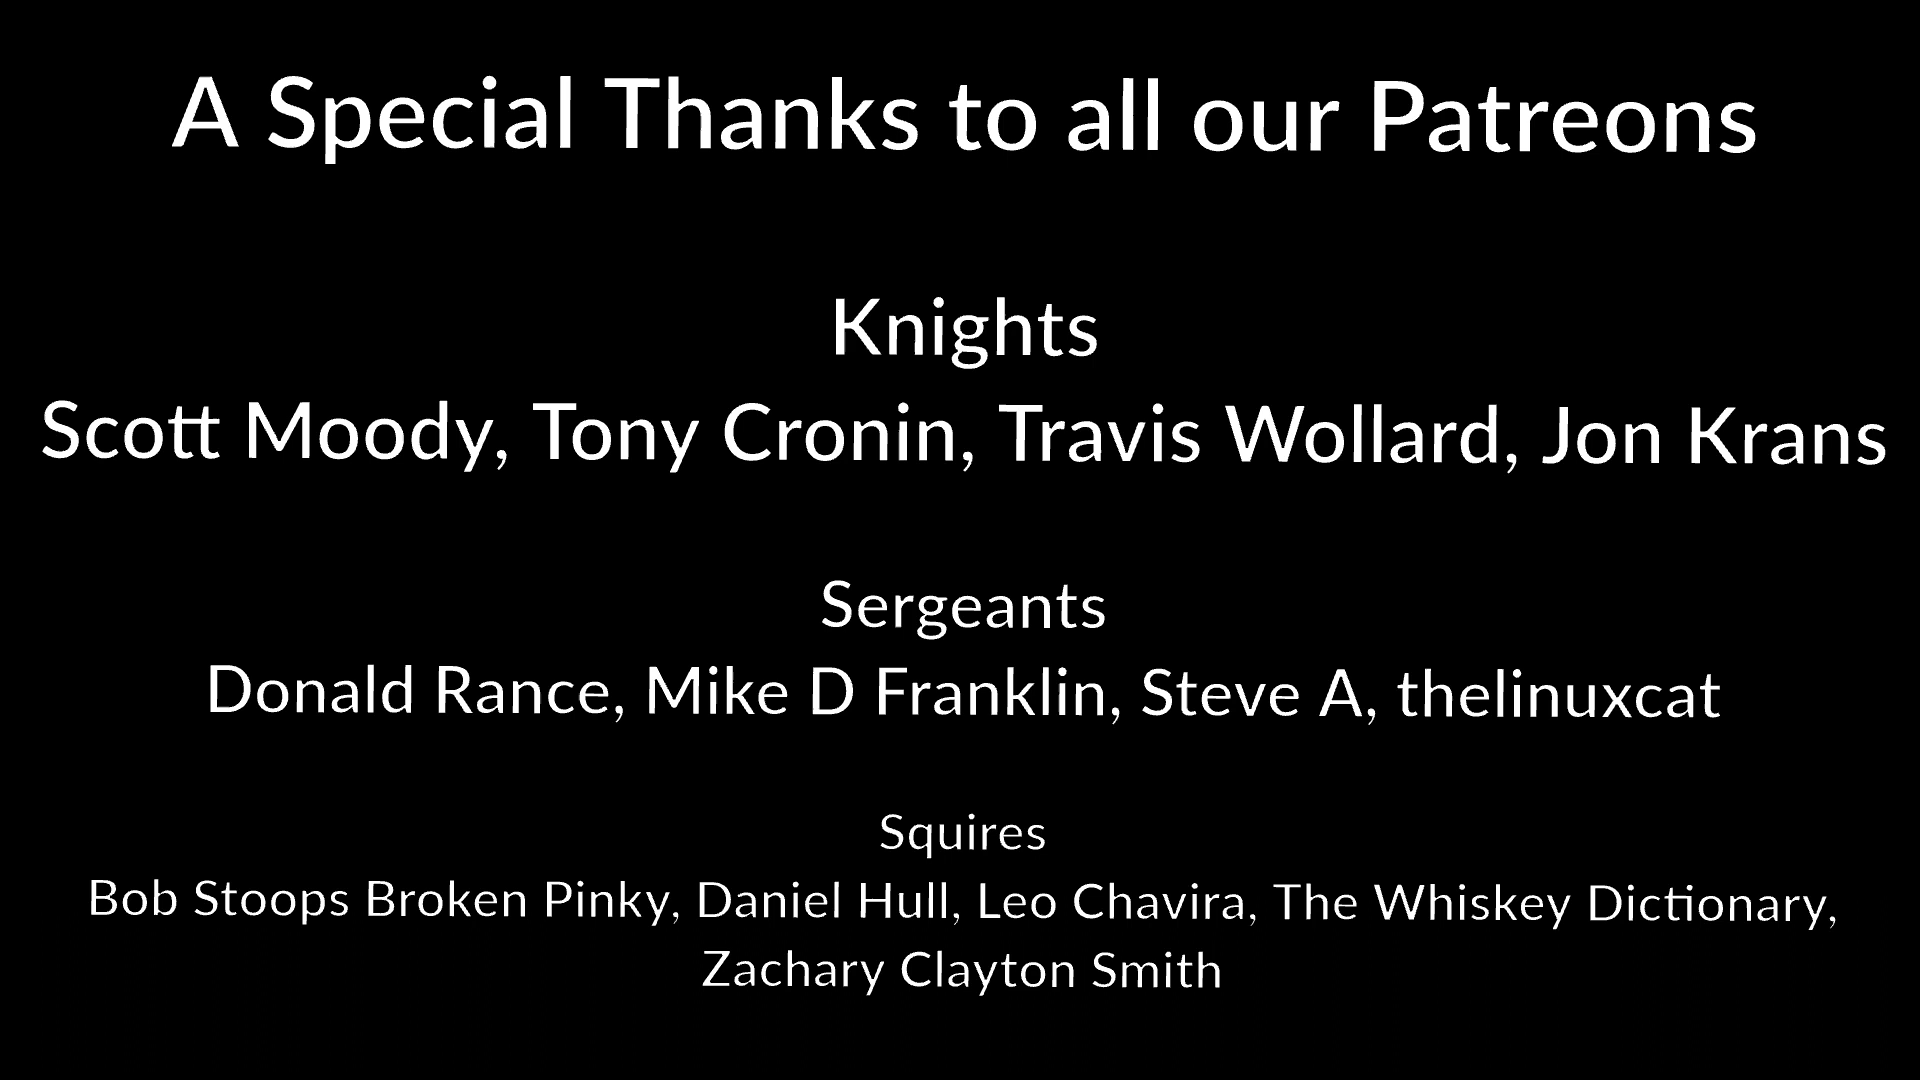 A Special Thanks to all our Patreons
Knights
Scott Moody, Tony Cronin, Travis Wollard, Jon Krans
Sergeants
Donald Rance, Mike D Franklin, Steve A, thelinuxcat
Squires
Bob Stoops Broken Pinky, Daniel Hull, Leo Chavira, The Whiskey Dictionary,
Zachary Clayton Smith